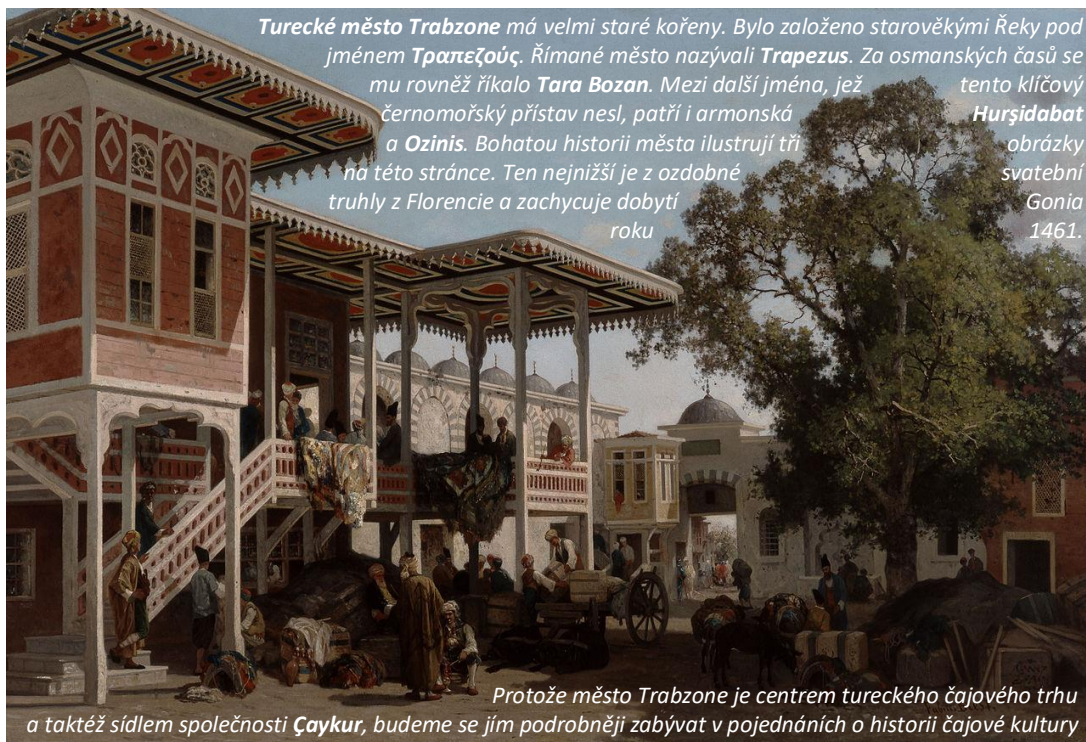 Turecké město Trabzone má velmi staré kořeny. Bylo založeno starověkými Řeky pod
jménem Τραπεζούς. Římané město nazývali Trapezus. Za osmanských časů se
mu rovněž říkalo Tara Bozan. Mezi další jména, jež tento klíčový
černomořský přístav nesl, patří i armonská Hurşidabat
a Ozinis. Bohatou historii města ilustrují tři obrázky
na této stránce. Ten nejnižší je z ozdobné svatební
truhly z Florencie a zachycuje dobytí Gonia
roku 1461.
Protože město Trabzone je centrem tureckého čajového trhu
a taktéž sídlem společnosti Çaykur, budeme se jím podrobněji zabývat v pojednáních o historii čajové kultury